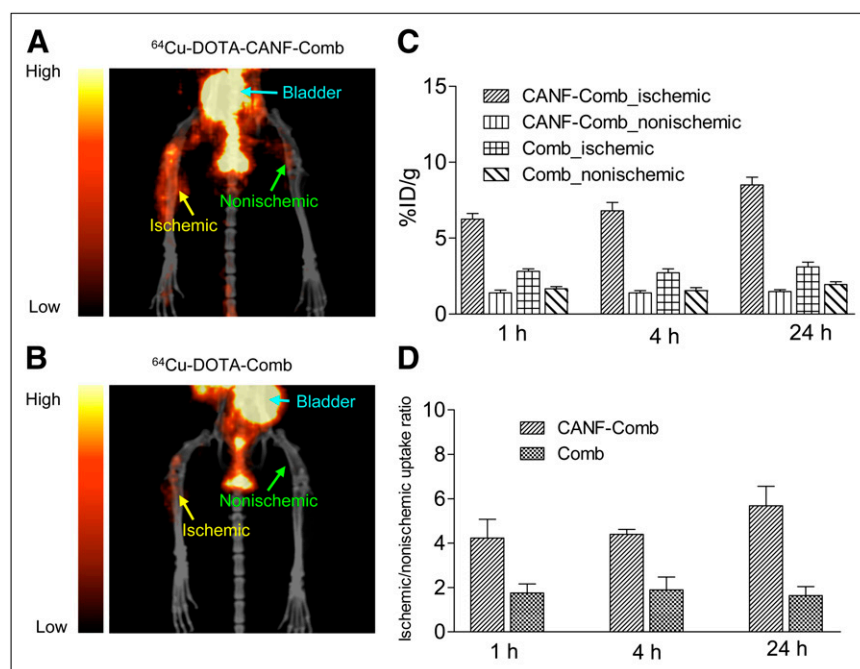 A
⁶⁴Cu-DOTA-CANF-Comb
High
Bladder
Nonischemic
Ischemic
Low
B
⁶⁴Cu-DOTA-Comb
High
Bladder
Nonischemic
Ischemic
Low
C
%ID/g
15
10
5
0
CANF-Comb_ischemic
CANF-Comb_nonischemic
Comb_ischemic
Comb_nonischemic
1 h
4 h
24 h
D
Ischemic/nonischemic uptake ratio
10
8
6
4
2
0
CANF-Comb
Comb
1 h
4 h
24 h